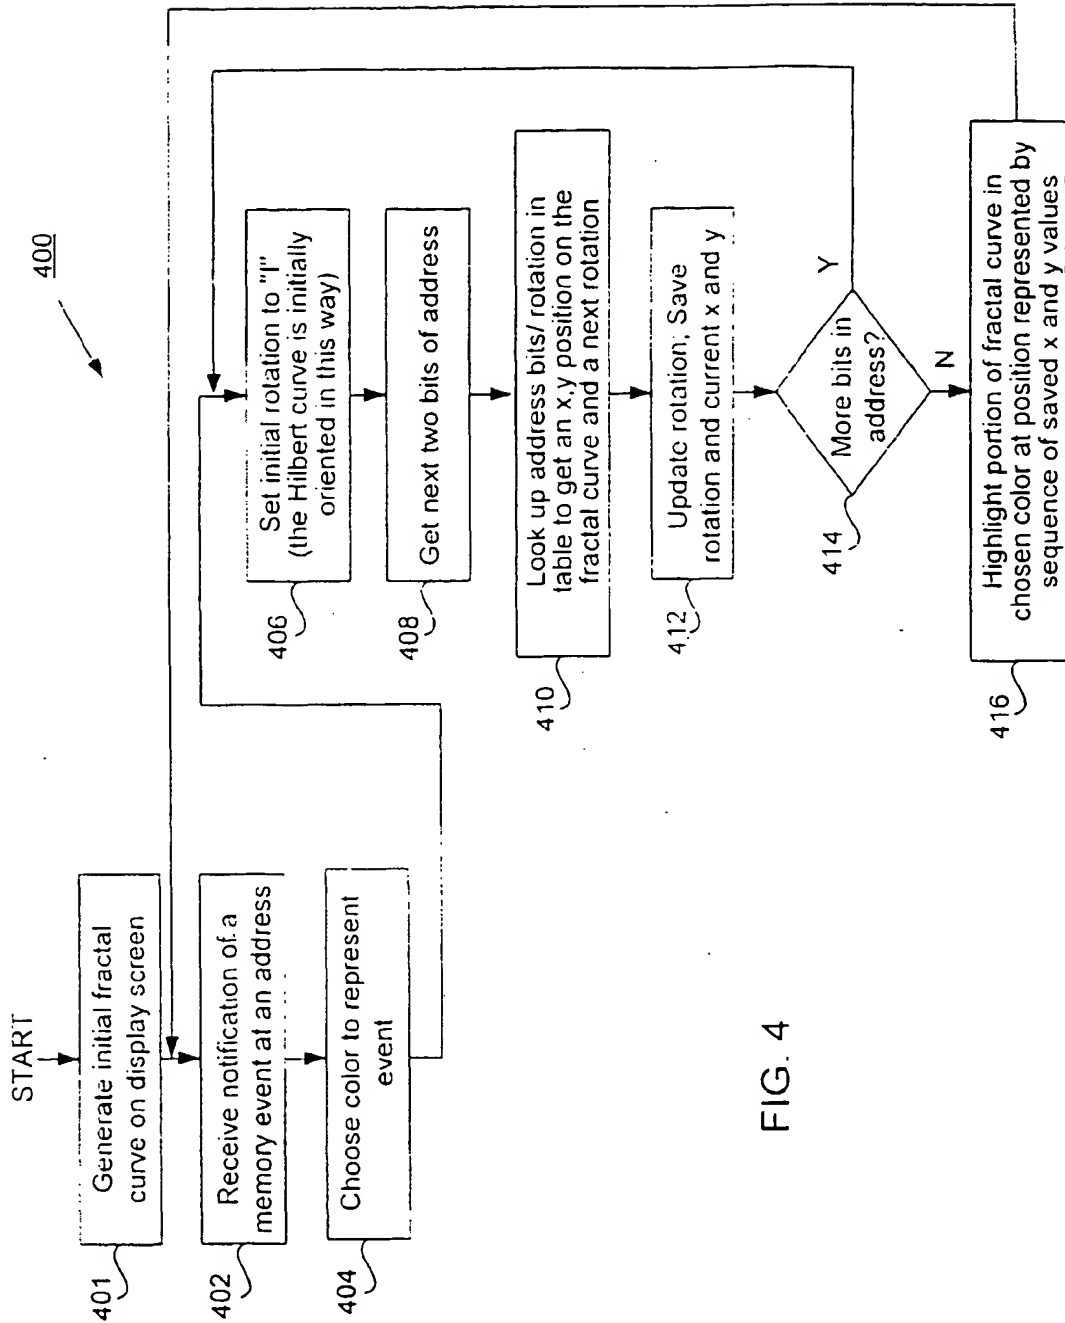 400
START
Generate initial fractal
curve on display screen
401
Receive notification of a
memory event at an address
402
Choose color to represent
event
404
Set initial rotation to "I"
(the Hilbert curve is initially
oriented in this way)
406
Get next two bits of address
408
Look up address bits/ rotation in
table to get an x,y position on the
fractal curve and a next rotation
410
Update rotation; Save
rotation and current x and y
412
More bits in
address?
414
Y
N
Highlight portion of fractal curve in
chosen color at position represented by
sequence of saved x and y values
416
FIG. 4